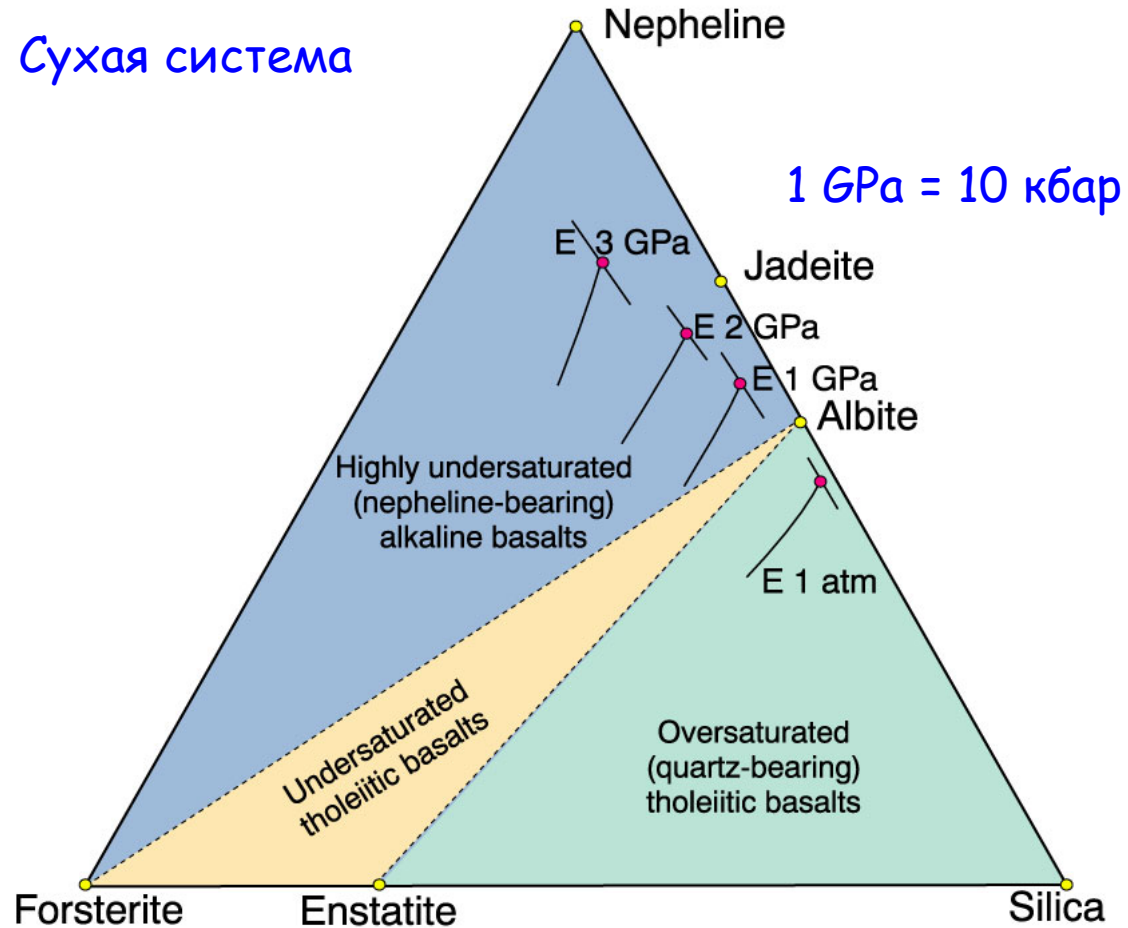 Nepheline
Сухая система
1 GPa = 10 кбар
E 3 GPa
Jadeite
E 2 GPa
E 1 GPa
Albite
Highly undersaturated
(nepheline-bearing)
alkaline basalts
E 1 atm
Undersaturated
tholeiitic basalts
Oversaturated
(quartz-bearing)
tholeiitic basalts
Forsterite
Enstatite
Silica